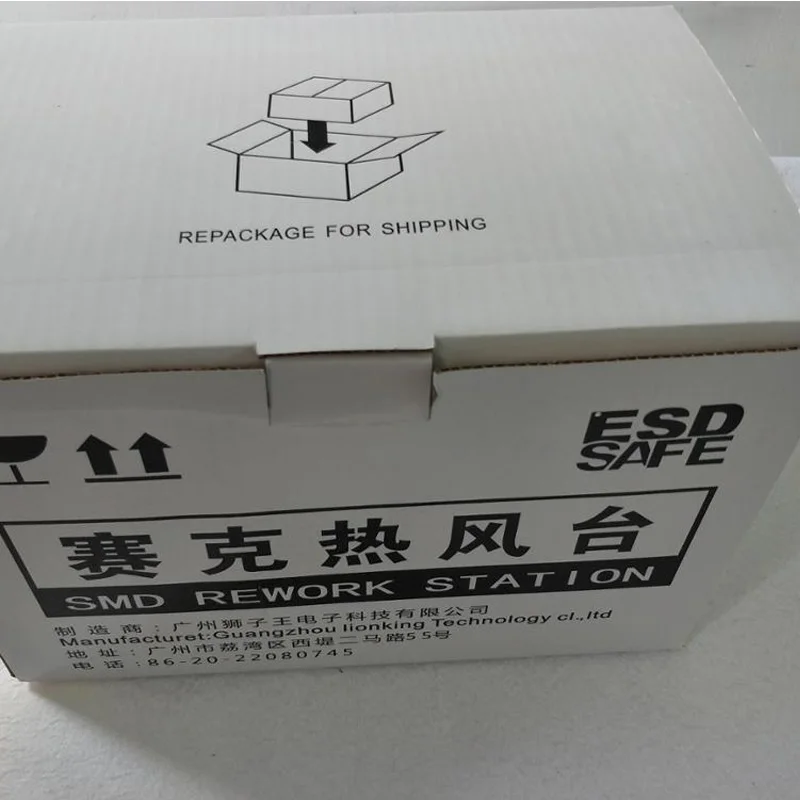 REPACKAGE FOR SHIPPING
ESD
SAFE
赛克热风台
SMD REWORK STATION
制造商:广州狮子王电子科技有限公司
Manufacturet:Guangzhou lionking Technology cl.,ltd
地址:广州市荔湾区西堤二马路55号
电话:86-20-22080745